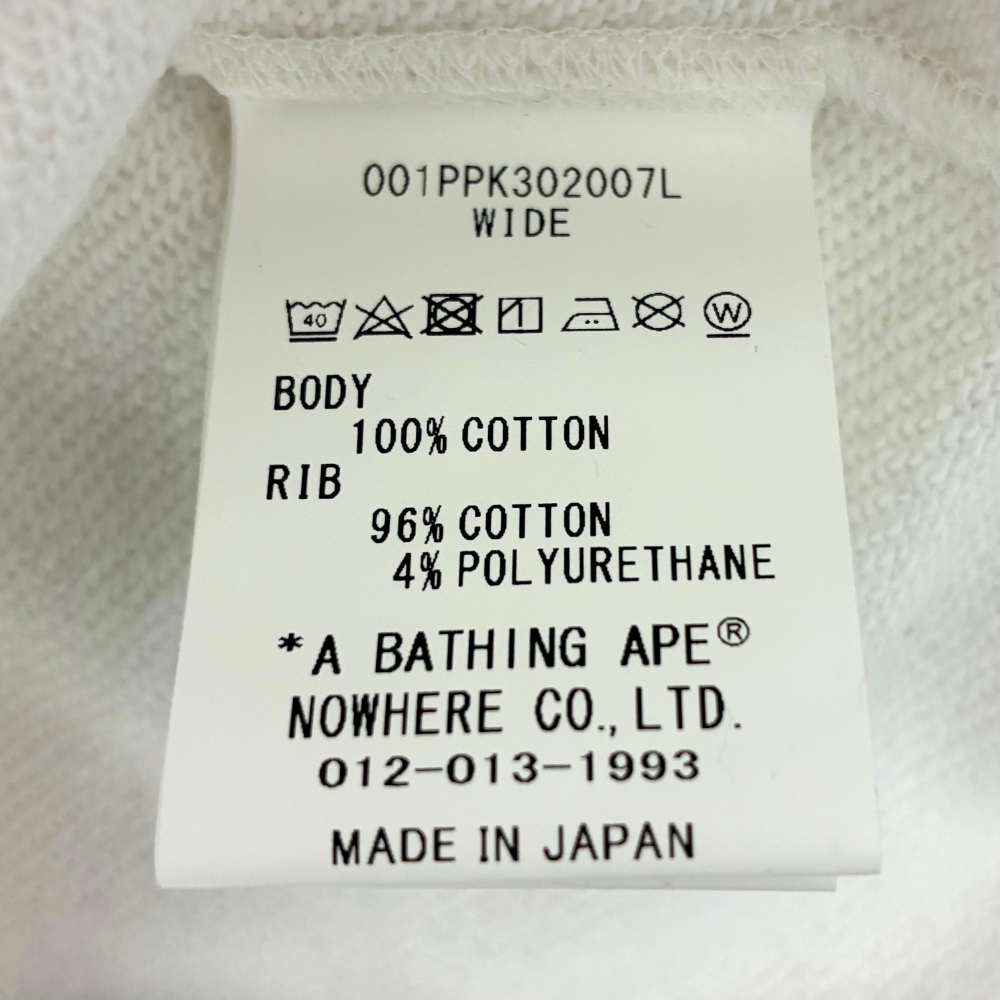 001PPK302007L
WIDE
40 W
BODY
100% COTTON
RIB
96% COTTON
4% POLYURETHANE
*A BATHING APE®
NOWHERE CO.,LTD.
012-013-1993
MADE IN JAPAN